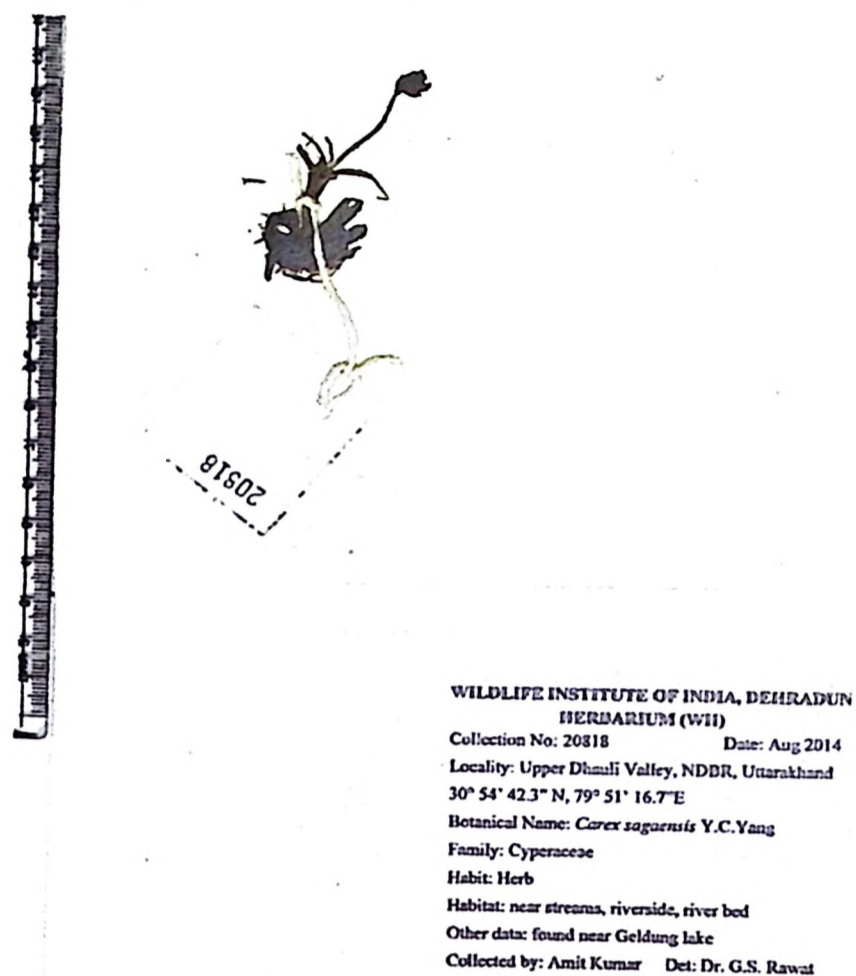 20818
WILDLIFE INSTITUTE OF INDIA, DEHRADUN
HERBARIUM (WII)
Collection No: 20818 Date: Aug 2014
Locality: Upper Dhauli Valley, NDBR, Uttarakhand
30° 54' 42.3" N, 79° 51' 16.7"E
Botanical Name: Carex sagaensis Y.C.Yang
Family: Cyperaceae
Habit: Herb
Habitat: near streams, riverside, river bed
Other data: found near Geldung lake
Collected by: Amit Kumar Det: Dr. G.S. Rawat